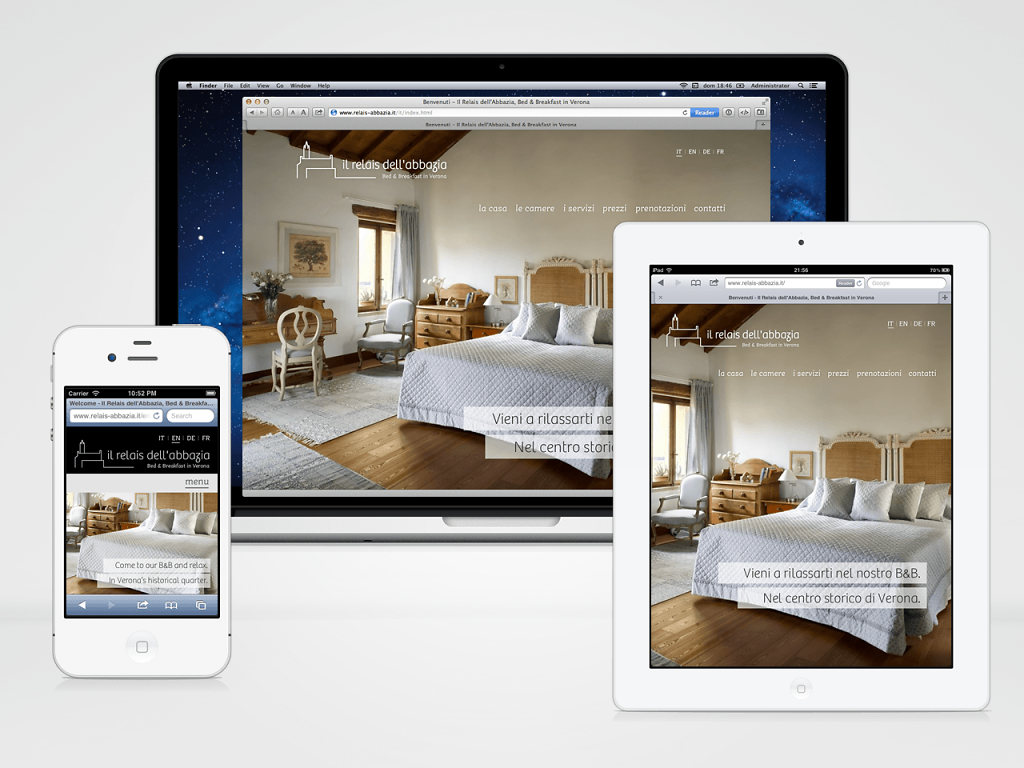 Finder File Edit View Go Window Help
dom 18:46 Administrator
Benvenuti – Il Relais dell'Abbazia, Bed & Breakfast in Verona
A A www.relais-abbazia.it/it/index.html Reader
Benvenuti – Il Relais dell'Abbazia, Bed & Breakfast in Verona
IT | EN | DE | FR
il relais dell'abbazia
Bed & Breakfast in Verona
la casa le camere i servizi prezzi prenotazioni contatti
Vieni a rilassarti ne
Nel centro stori
iPad 21:55 70%
www.relais-abbazia.it/ Reader Google
Benvenuti - Il Relais dell'Abbazia, Bed & Breakfast in Verona
IT | EN | DE | FR
il relais dell'abbazia
Bed & Breakfast in Verona
la casa le camere i servizi prezzi prenotazioni contatti
Vieni a rilassarti nel nostro B&B.
Nel centro storico di Verona.
Carrier 10:52 PM
Welcome - Il Relais dell'Abbazia, Bed & Breakfa...
www.relais-abbazia.it/en Search
IT | EN | DE | FR
il relais dell'abbazia
Bed & Breakfast in Verona
menu
Come to our B&B and relax.
In Verona's historical quarter.